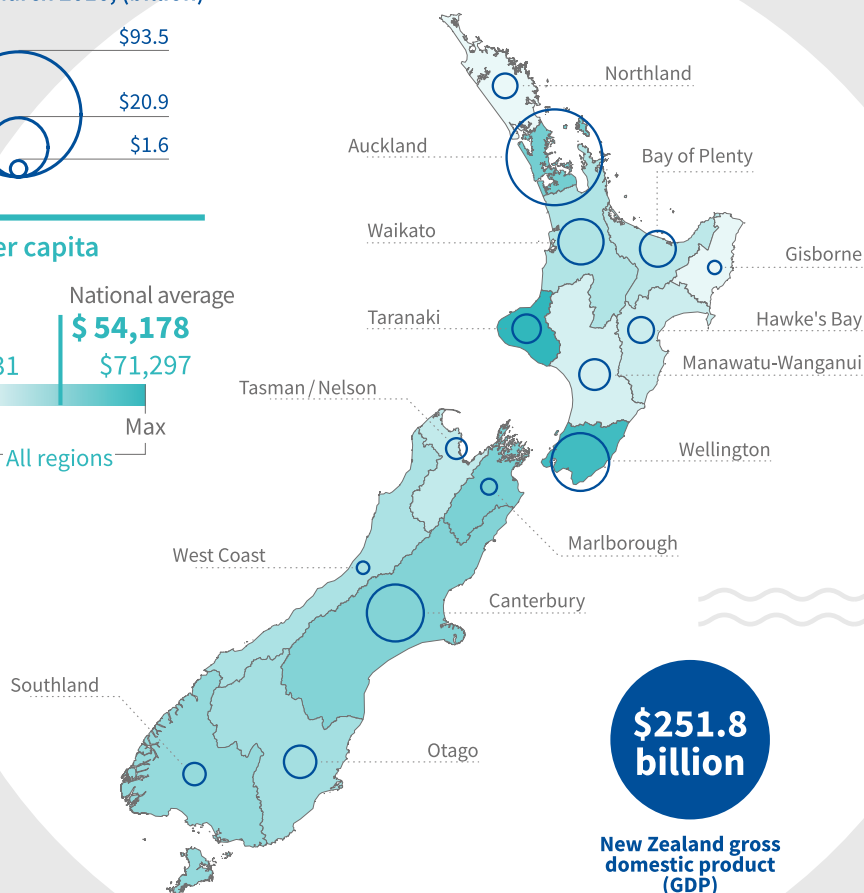 $93.5
$20.9
$1.6
er capita
National average
$ 54,178
31
$71,297
Max
All regions
Northland
Auckland
Bay of Plenty
Waikato
Gisborne
Taranaki
Hawke's Bay
Manawatu-Wanganui
Tasman / Nelson
Wellington
Marlborough
West Coast
Canterbury
Southland
Otago
$251.8
billion
New Zealand gross
domestic product
(GDP)